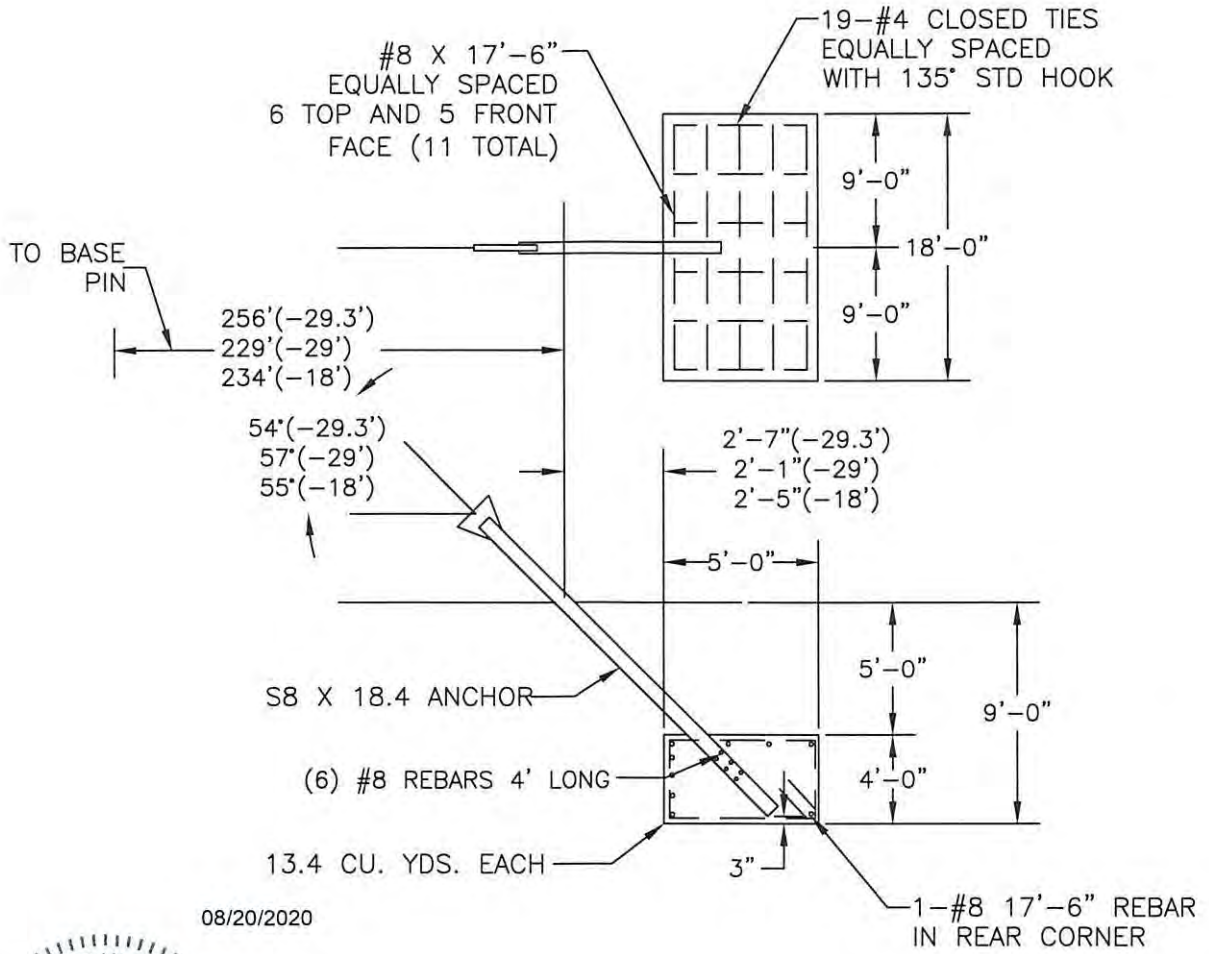 19-#4 CLOSED TIES
EQUALLY SPACED
WITH 135° STD HOOK
#8 X 17'-6"
EQUALLY SPACED
6 TOP AND 5 FRONT
FACE (11 TOTAL)
9'-0"
18'-0"
9'-0"
TO BASE
PIN
256'(-29.3')
229'(-29')
234'(-18')
54°(-29.3')
57°(-29')
55°(-18')
2'-7"(-29.3')
2'-1"(-29')
2'-5"(-18')
5'-0"
5'-0"
9'-0"
4'-0"
S8 X 18.4 ANCHOR
(6) #8 REBARS 4' LONG
13.4 CU. YDS. EACH
3"
1-#8 17'-6" REBAR
IN REAR CORNER
08/20/2020